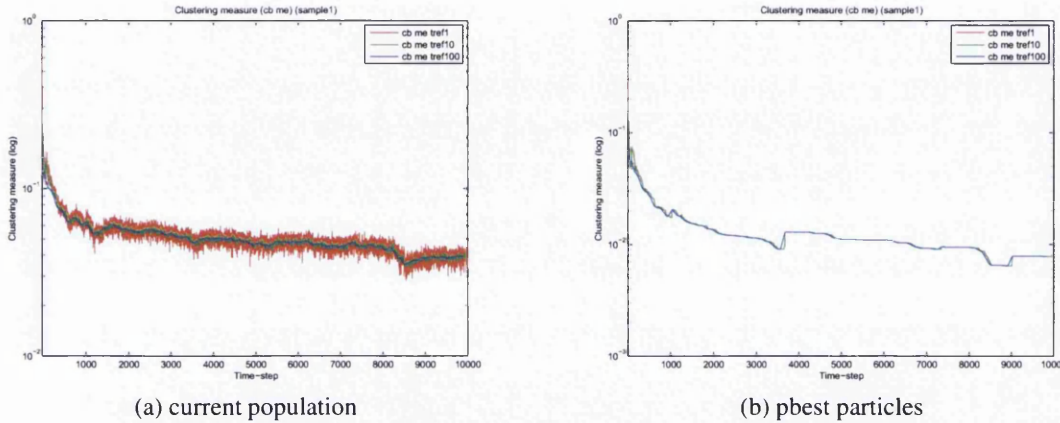 Clustering measure (cb me) (sample1)
10⁰
cb me tref1
cb me tref10
cb me tref100
Clustering measure (log)
10⁻¹
10⁻²
1000 2000 3000 4000 5000 6000 7000 8000 9000 10000
Time-step
(a) current population
Clustering measure (cb me) (sample1)
10⁰
cb me tref1
cb me tref10
cb me tref100
Clustering measure (log)
10⁻¹
10⁻²
10⁻³
1000 2000 3000 4000 5000 6000 7000 8000 9000 1000
Time-step
(b) pbest particles